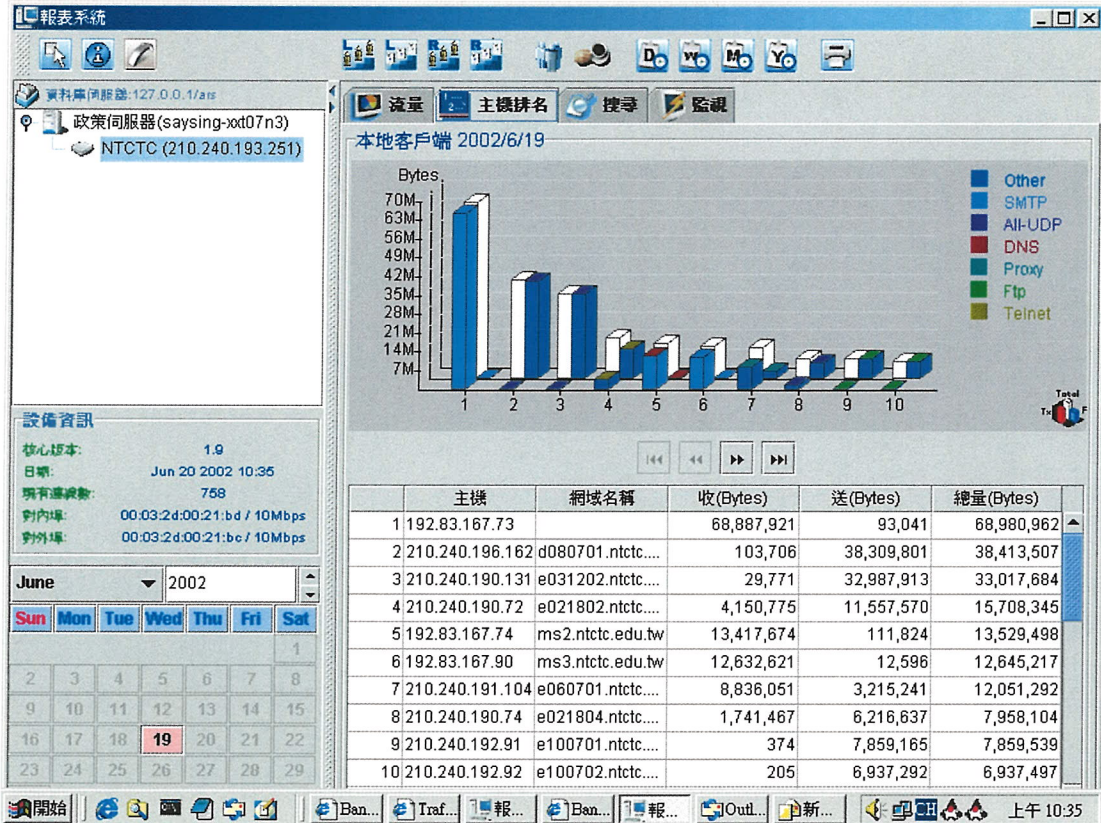 報表系統
D W M Y
資料庫伺服器:127.0.0.1/ars
政策伺服器(saysing-xxt07n3)
NTCTC (210.240.193.251)
流量 主機排名 搜尋 監視
本地客戶端 2002/6/19
Bytes
70M
63M
56M
49M
42M
35M
28M
21M
14M
7M
1 2 3 4 5 6 7 8 9 10
Other
SMTP
All-UDP
DNS
Proxy
Ftp
Telnet
Total
Tx
設備資訊
核心版本: 1.9
日期: Jun 20 2002 10:35
現有連線數: 758
對內埠: 00:03:2d:00:21:bd / 10Mbps
對外埠: 00:03:2d:00:21:bc / 10Mbps
June 2002
Sun Mon Tue Wed Thu Fri Sat
1
2 3 4 5 6 7 8
9 10 11 12 13 14 15
16 17 18 19 20 21 22
23 24 25 26 27 28 29
主機 網域名稱 收(Bytes) 送(Bytes) 總量(Bytes)
1 192.83.167.73 68,887,921 93,041 68,980,962
2 210.240.196.162 d080701.ntctc.... 103,706 38,309,801 38,413,507
3 210.240.190.131 e031202.ntctc.... 29,771 32,987,913 33,017,684
4 210.240.190.72 e021802.ntctc.... 4,150,775 11,557,570 15,708,345
5 192.83.167.74 ms2.ntctc.edu.tw 13,417,674 111,824 13,529,498
6 192.83.167.90 ms3.ntctc.edu.tw 12,632,621 12,596 12,645,217
7 210.240.191.104 e060701.ntctc.... 8,836,051 3,215,241 12,051,292
8 210.240.190.74 e021804.ntctc.... 1,741,467 6,216,637 7,958,104
9 210.240.192.91 e100701.ntctc.... 374 7,859,165 7,859,539
10 210.240.192.92 e100702.ntctc.... 205 6,937,292 6,937,497
開始 Ban... Traf... 報... Ban... 報... Outl... 新... CH 上午 10:35